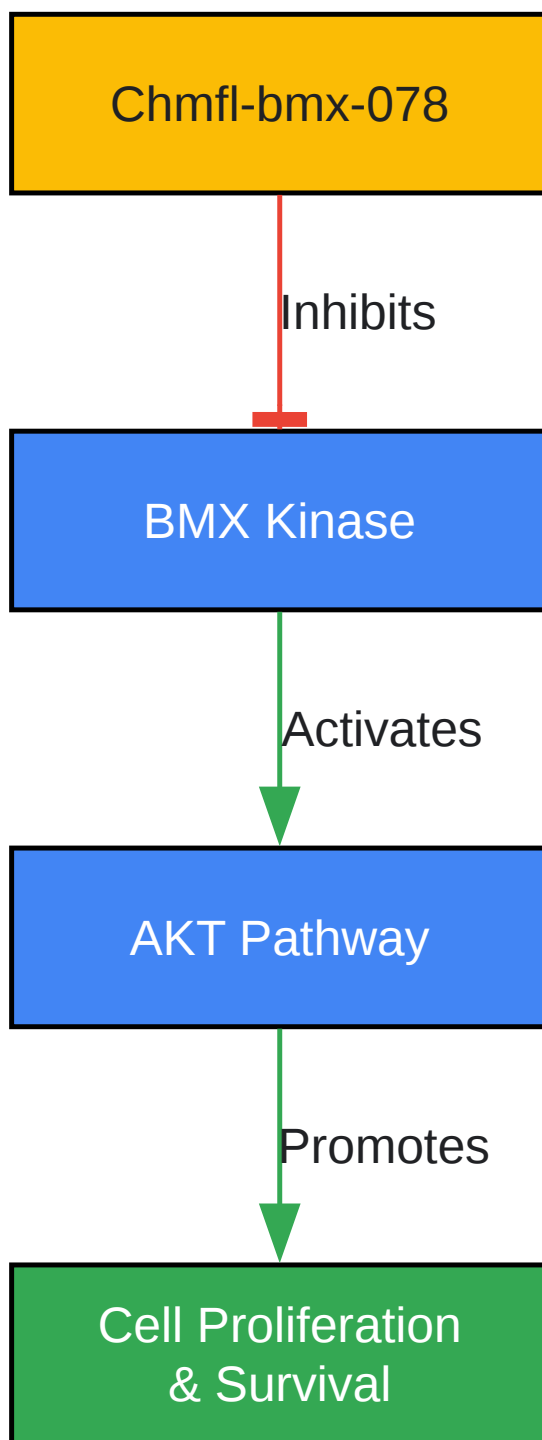 Chmfl-bmx-078
Inhibits
BMX Kinase
Activates
AKT Pathway
Promotes
Cell Proliferation
& Survival